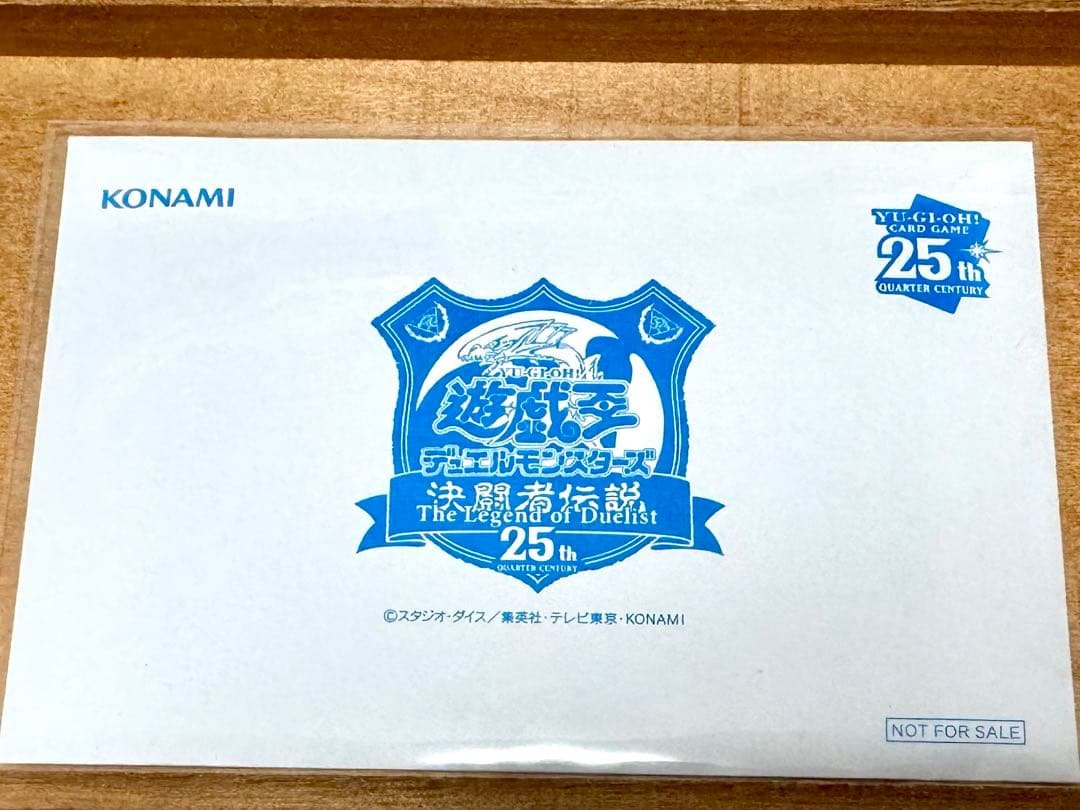 KONAMI
YU-GI-OH!
CARD GAME
25th
QUARTER CENTURY
YU-GI-OH!
遊戯王
デュエルモンスターズ
決闘者伝説
The Legend of Duelist
25th
QUARTER CENTURY
©スタジオ・ダイス／集英社・テレビ東京・KONAMI
NOT FOR SALE